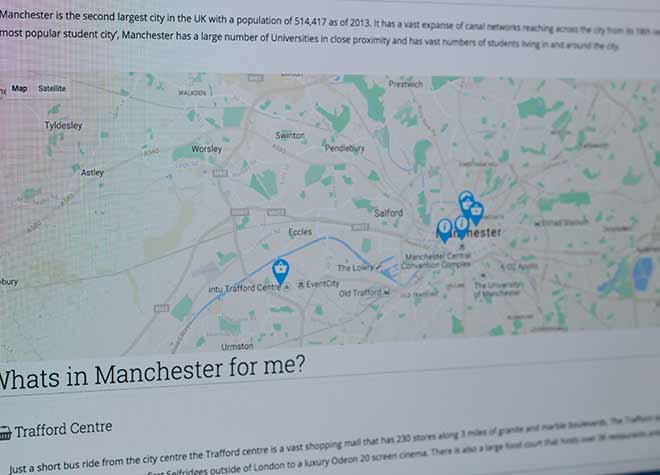 Manchester is the second largest city in the UK with a population of 514,417 as of 2013. It has a vast expanse of canal networks reaching across the city from its 18th
most popular student city', Manchester has a large number of Universities in close proximity and has vast numbers of students living in and around the city.
Map Satellite
Prestwich
WALKDEN
Tyldesley
Swinton
Worsley
Pendlebury
Astley
Salford
Eccles
Manchester
Manchester Central
Convention Complex
The Lowry
O2 Apollo
intu Trafford Centre
EventCity
Old Trafford
The University
of Manchester
bury
Urmston
Whats in Manchester for me?
Trafford Centre
Just a short bus ride from the city centre the Trafford centre is a vast shopping mall that has 230 stores along 3 miles of granite and marble boulevards. The Trafford
first Selfridges outside of London to a luxury Odeon 20 screen cinema. There is also a large food court that hosts over 36 restaurants and